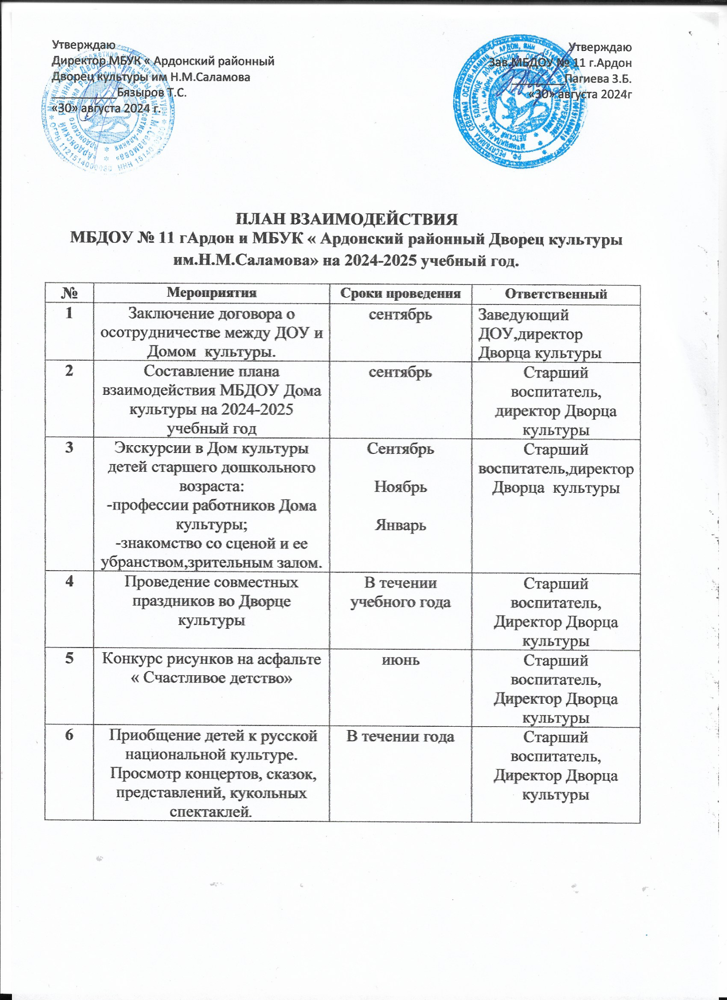 Утверждаю
Директор МБУК « Ардонский районный
Дворец культуры им Н.М.Саламова
__________Бязыров Т.С.
«30» августа 2024 г.
Утверждаю
Зав.МБДОУ № 11 г.Ардон
________Пагиева З.Б.
«30» августа 2024г
ПЛАН ВЗАИМОДЕЙСТВИЯ
МБДОУ № 11 гАрдон и МБУК « Ардонский районный Дворец культуры
им.Н.М.Саламова» на 2024-2025 учебный год.
№ Мероприятия Сроки проведения Ответственный
1
Заключение договора о
осотрудничестве между ДОУ и
Домом культуры.
сентябрь
Заведующий
ДОУ,директор
Дворца культуры
2
Составление плана
взаимодействия МБДОУ Дома
культуры на 2024-2025
учебный год
сентябрь
Старший
воспитатель,
директор Дворца
культуры
3
Экскурсии в Дом культуры
детей старшего дошкольного
возраста:
-профессии работников Дома
культуры;
-знакомство со сценой и ее
убранством,зрительным залом.
Сентябрь
Ноябрь
Январь
Старший
воспитатель,директор
Дворца культуры
4
Проведение совместных
праздников во Дворце
культуры
В течении
учебного года
Старший
воспитатель,
Директор Дворца
культуры
5
Конкурс рисунков на асфальте
« Счастливое детство»
июнь
Старший
воспитатель,
Директор Дворца
культуры
6
Приобщение детей к русской
национальной культуре.
Просмотр концертов, сказок,
представлений, кукольных
спектаклей.
В течении года
Старший
воспитатель,
Директор Дворца
культуры